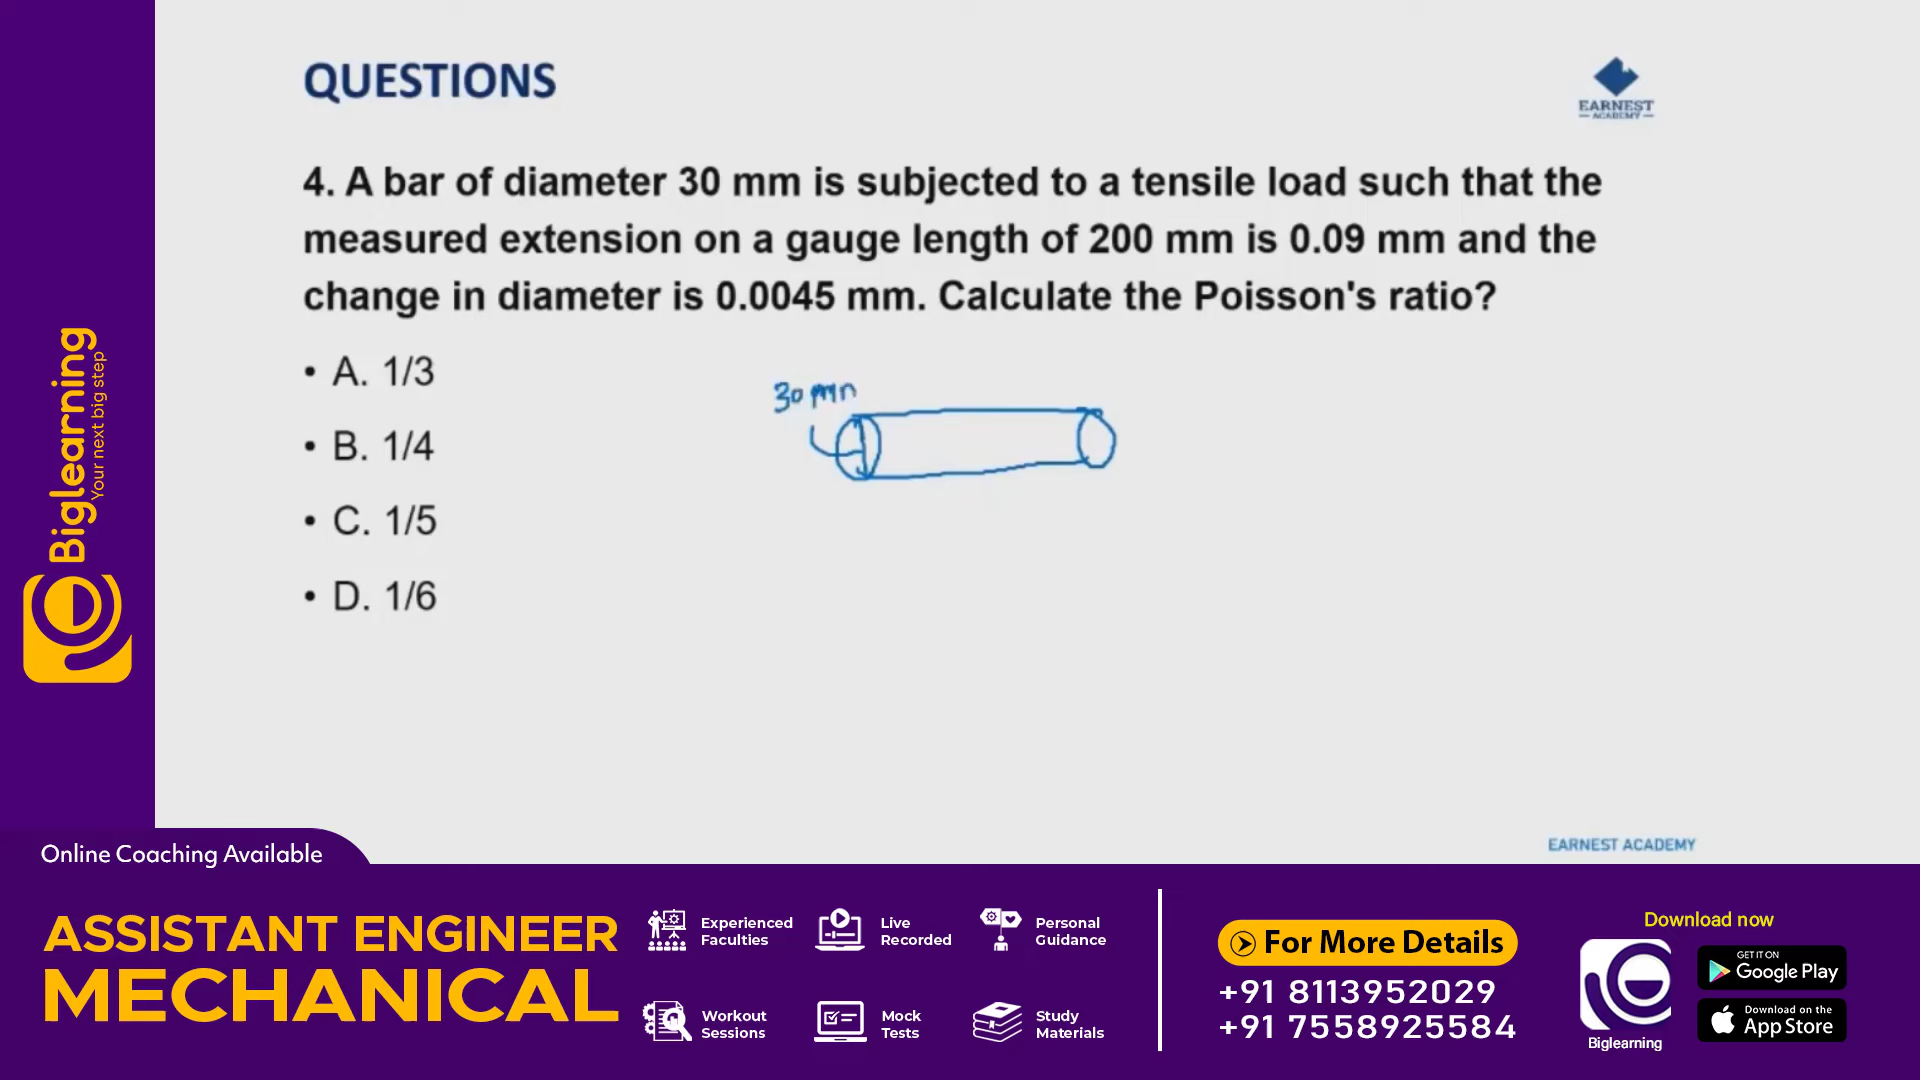 QUESTIONS
EARNEST
ACADEMY
4. A bar of diameter 30 mm is subjected to a tensile load such that the
measured extension on a gauge length of 200 mm is 0.09 mm and the
change in diameter is 0.0045 mm. Calculate the Poisson's ratio?
• A. 1/3
• B. 1/4
• C. 1/5
• D. 1/6
30 mm
Biglearning
Your next big step
EARNEST ACADEMY
Online Coaching Available
ASSISTANT ENGINEER
MECHANICAL
Experienced
Faculties
Live
Recorded
Personal
Guidance
Workout
Sessions
Mock
Tests
Study
Materials
For More Details
+91 8113952029
+91 7558925584
Download now
Biglearning
GET IT ON
Google Play
Download on the
App Store